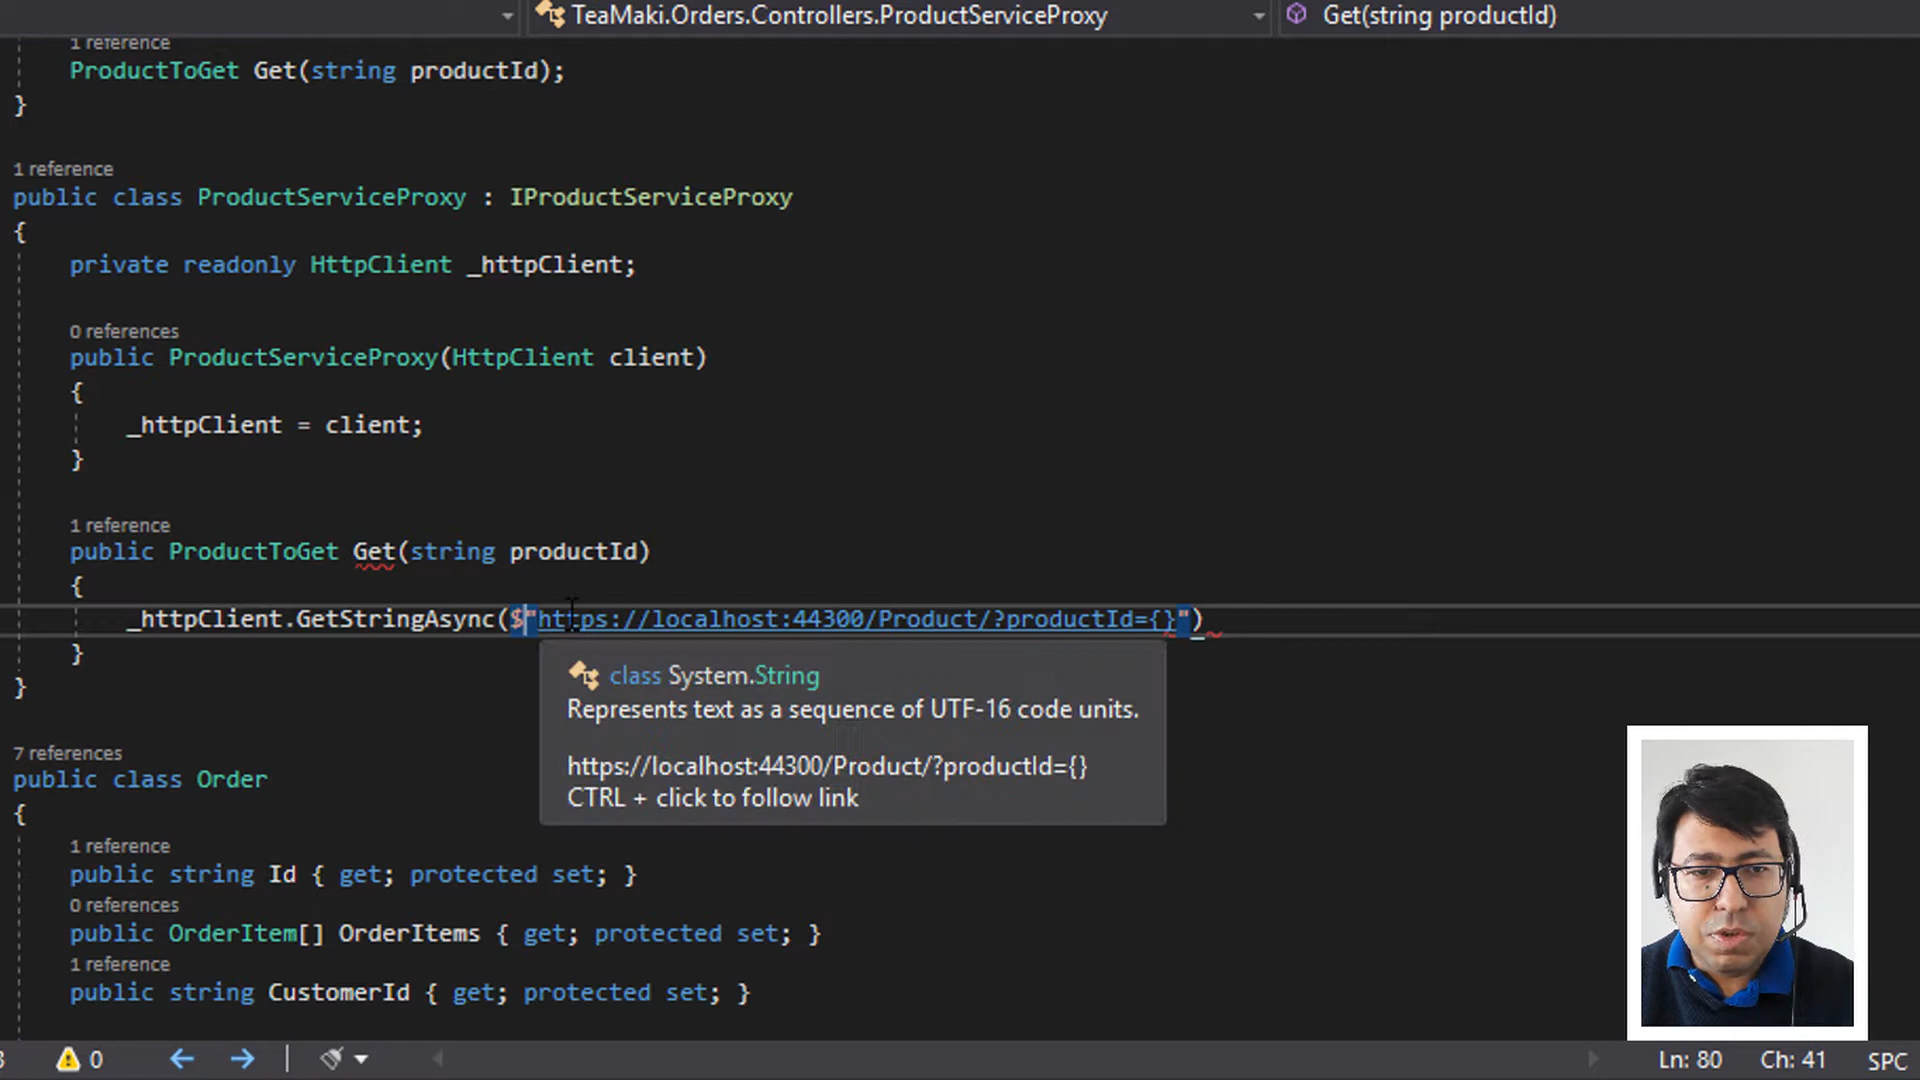 TeaMaki.Orders.Controllers.ProductServiceProxy
Get(string productId)
1 reference
ProductToGet Get(string productId);
}
1 reference
public class ProductServiceProxy : IProductServiceProxy
{
private readonly HttpClient _httpClient;
0 references
public ProductServiceProxy(HttpClient client)
{
_httpClient = client;
}
1 reference
public ProductToGet Get(string productId)
{
_httpClient.GetStringAsync($"https://localhost:44300/Product/?productId={}")
}
}
class System.String
Represents text as a sequence of UTF-16 code units.
https://localhost:44300/Product/?productId={}
CTRL + click to follow link
7 references
public class Order
{
1 reference
public string Id { get; protected set; }
0 references
public OrderItem[] OrderItems { get; protected set; }
1 reference
public string CustomerId { get; protected set; }
0
Ln: 80 Ch: 41 SPC